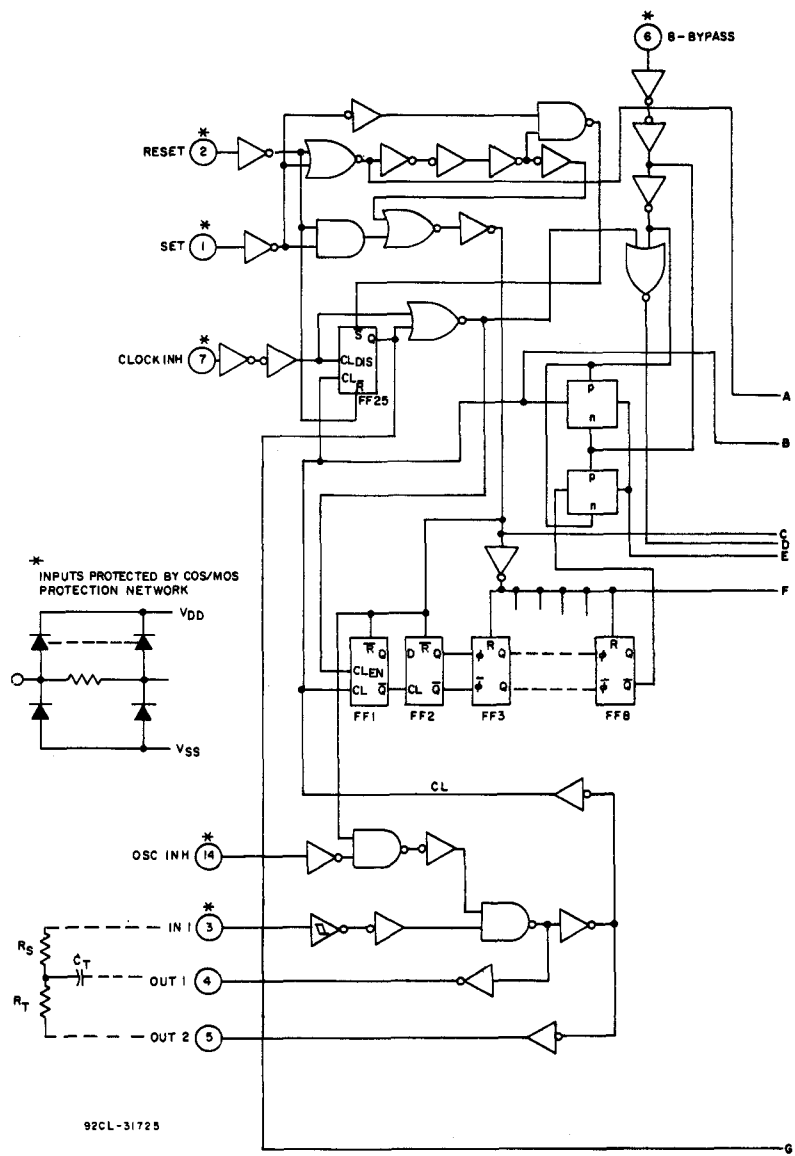 *
6 8-BYPASS
*
RESET 2
*
SET 1
*
CLOCK INH 7
S̅ Q
CL DIS
CL R̅
FF25
p
n
p
n
A
B
C
D
E
F
*
INPUTS PROTECTED BY COS/MOS
PROTECTION NETWORK
VDD
VSS
R̅ Q
CLEN
CL Q̅
FF1
D R̅ Q
CL Q̅
FF2
R
ϕ Q
ϕ̅ Q
FF3
R
ϕ
ϕ̅ Q̅
FF8
CL
*
OSC INH 14
*
IN 1 3
RS
CT
OUT 1 4
RT
OUT 2 5
92CL-31725
G